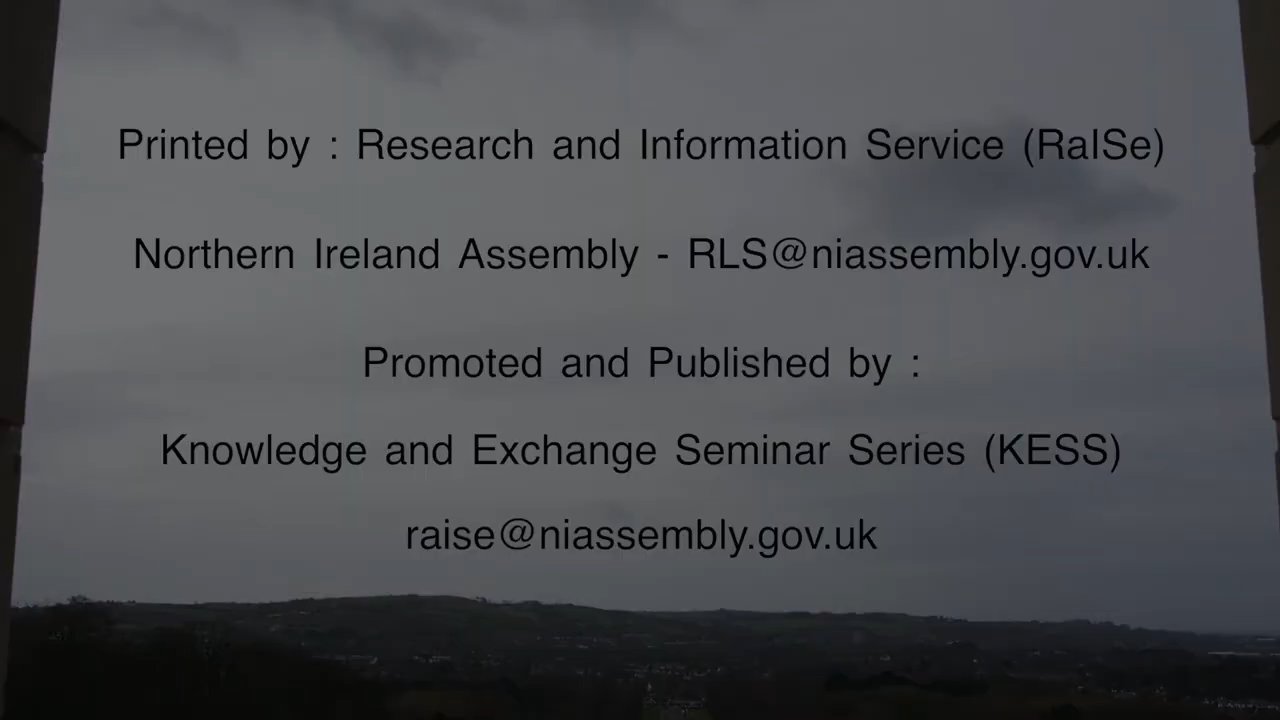 Printed by : Research and Information Service (RaISe)
Northern Ireland Assembly - RLS@niassembly.gov.uk
Promoted and Published by :
Knowledge and Exchange Seminar Series (KESS)
raise@niassembly.gov.uk